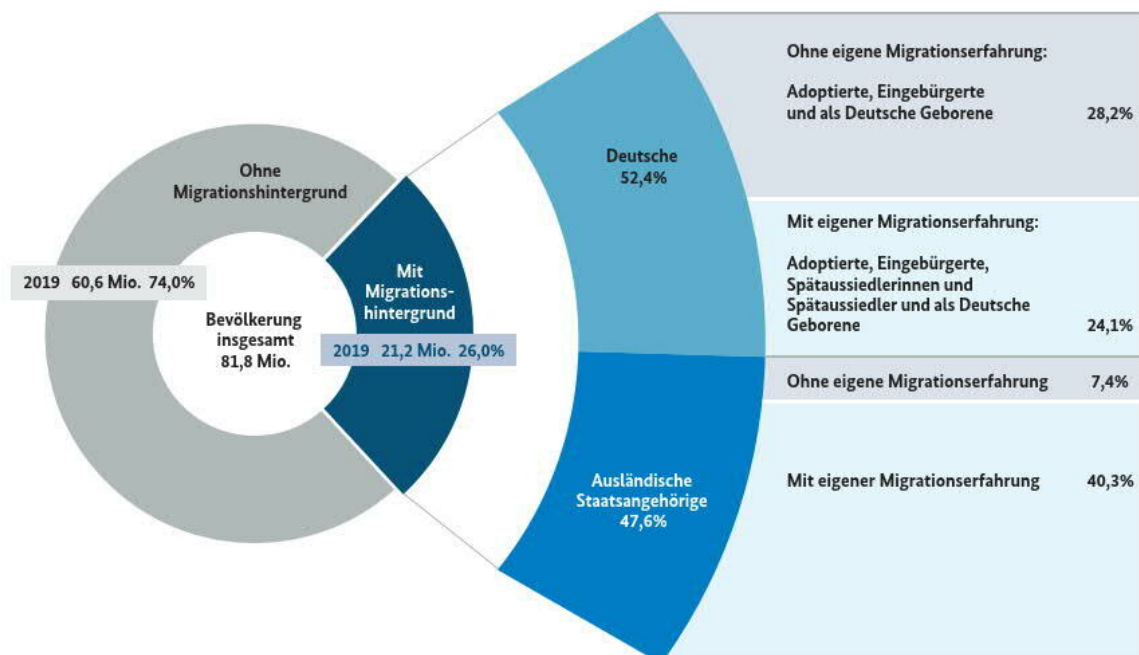 Ohne
Migrationshintergrund
2019 60,6 Mio. 74,0%
Bevölkerung
insgesamt
81,8 Mio.
Mit
Migrations-
hintergrund
2019 21,2 Mio. 26,0%
Deutsche
52,4%
Ausländische
Staatsangehörige
47,6%
Ohne eigene Migrationserfahrung:
Adoptierte, Eingebürgerte
und als Deutsche Geborene 28,2%
Mit eigener Migrationserfahrung:
Adoptierte, Eingebürgerte,
Spätaussiedlerinnen und
Spätaussiedler und als Deutsche
Geborene 24,1%
Ohne eigene Migrationserfahrung 7,4%
Mit eigener Migrationserfahrung 40,3%